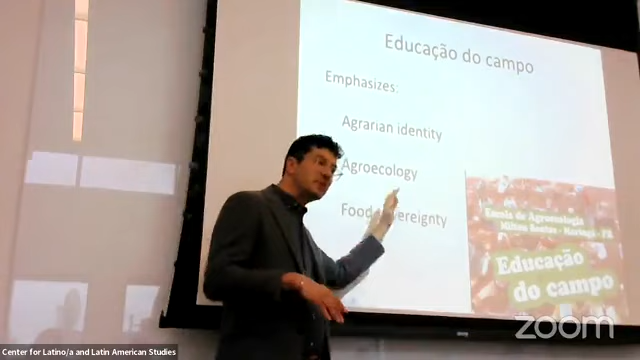 Educação do campo
Emphasizes:
Agrarian identity
Agroecology
Food Sovereignty
Escola de Agroecologia
Milton Santos - Maringá - PR
Educação
do campo
zoom
Center for Latino/a and Latin American Studies